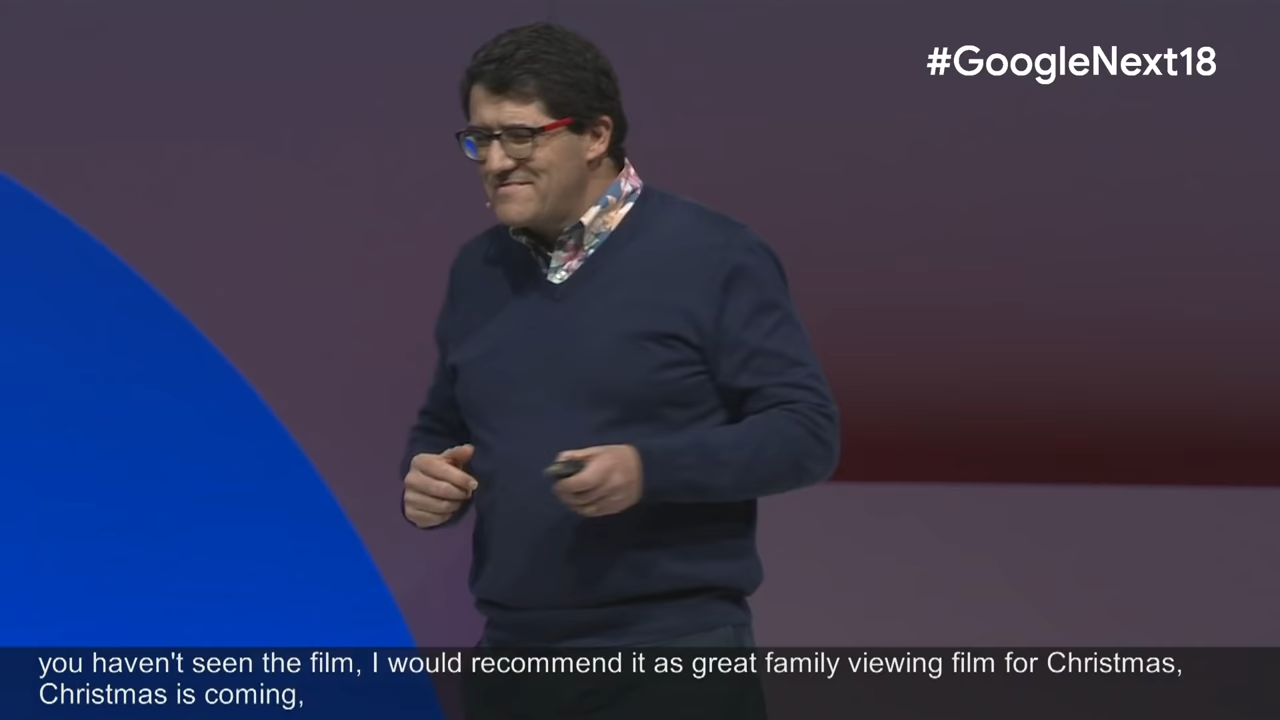 #GoogleNext18
you haven't seen the film, I would recommend it as great family viewing film for Christmas,
Christmas is coming,